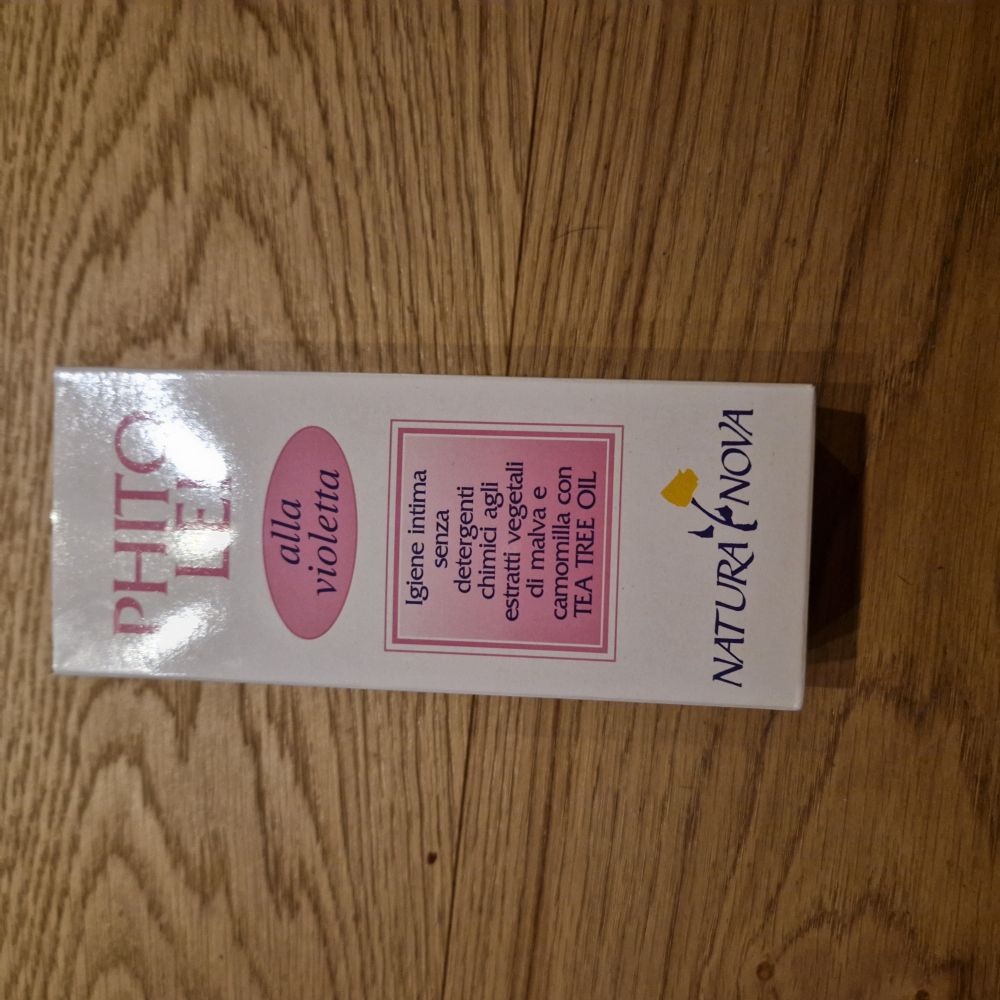 PHITO
LEI
alla
violetta
Igiene intima
senza
detergenti
chimici agli
estratti vegetali
di malva e
camomilla con
TEA TREE OIL
NATURA NOVA